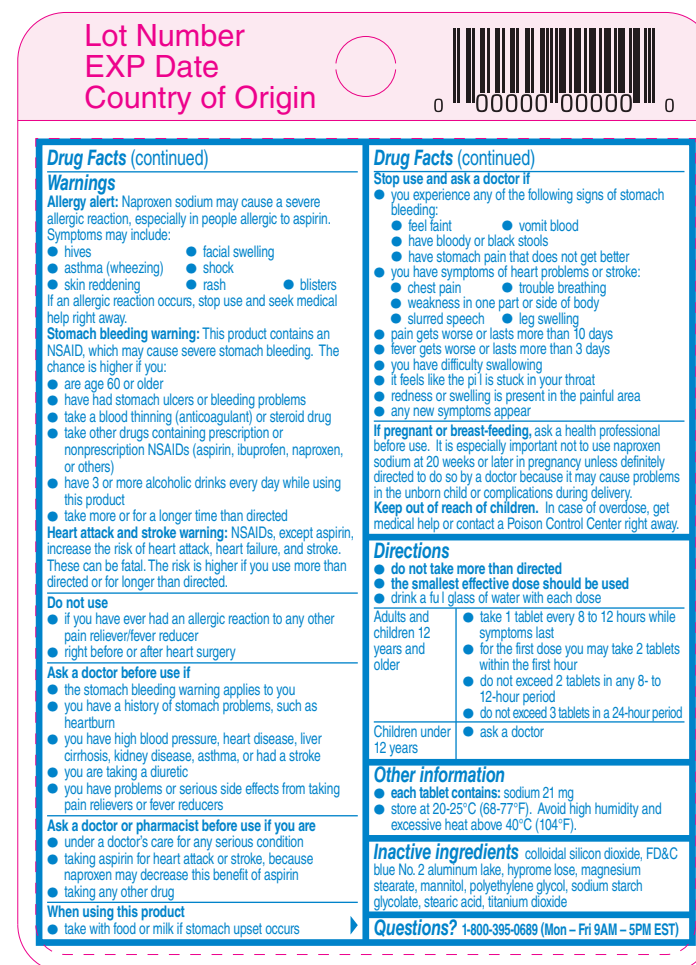 Lot Number
EXP Date
Country of Origin
0 00000 00000 0
Drug Facts (continued)
Warnings
Allergy alert: Naproxen sodium may cause a severe
allergic reaction, especially in people allergic to aspirin.
Symptoms may include:
● hives ● facial swelling
● asthma (wheezing) ● shock
● skin reddening ● rash ● blisters
If an allergic reaction occurs, stop use and seek medical
help right away.
Stomach bleeding warning: This product contains an
NSAID, which may cause severe stomach bleeding. The
chance is higher if you:
● are age 60 or older
● have had stomach ulcers or bleeding problems
● take a blood thinning (anticoagulant) or steroid drug
● take other drugs containing prescription or
nonprescription NSAIDs (aspirin, ibuprofen, naproxen,
or others)
● have 3 or more alcoholic drinks every day while using
this product
● take more or for a longer time than directed
Heart attack and stroke warning: NSAIDs, except aspirin,
increase the risk of heart attack, heart failure, and stroke.
These can be fatal. The risk is higher if you use more than
directed or for longer than directed.
Do not use
● if you have ever had an allergic reaction to any other
pain reliever/fever reducer
● right before or after heart surgery
Ask a doctor before use if
● the stomach bleeding warning applies to you
● you have a history of stomach problems, such as
heartburn
● you have high blood pressure, heart disease, liver
cirrhosis, kidney disease, asthma, or had a stroke
● you are taking a diuretic
● you have problems or serious side effects from taking
pain relievers or fever reducers
Ask a doctor or pharmacist before use if you are
● under a doctor's care for any serious condition
● taking aspirin for heart attack or stroke, because
naproxen may decrease this benefit of aspirin
● taking any other drug
When using this product
● take with food or milk if stomach upset occurs
Drug Facts (continued)
Stop use and ask a doctor if
● you experience any of the following signs of stomach
bleeding:
● feel faint ● vomit blood
● have bloody or black stools
● have stomach pain that does not get better
● you have symptoms of heart problems or stroke:
● chest pain ● trouble breathing
● weakness in one part or side of body
● slurred speech ● leg swelling
● pain gets worse or lasts more than 10 days
● fever gets worse or lasts more than 3 days
● you have difficulty swallowing
● it feels like the pi l is stuck in your throat
● redness or swelling is present in the painful area
● any new symptoms appear
If pregnant or breast-feeding, ask a health professional
before use. It is especially important not to use naproxen
sodium at 20 weeks or later in pregnancy unless definitely
directed to do so by a doctor because it may cause problems
in the unborn child or complications during delivery.
Keep out of reach of children. In case of overdose, get
medical help or contact a Poison Control Center right away.
Directions
● do not take more than directed
● the smallest effective dose should be used
● drink a fu l glass of water with each dose
Adults and
children 12
years and
older
● take 1 tablet every 8 to 12 hours while
symptoms last
● for the first dose you may take 2 tablets
within the first hour
● do not exceed 2 tablets in any 8- to
12-hour period
● do not exceed 3 tablets in a 24-hour period
Children under
12 years
● ask a doctor
Other information
● each tablet contains: sodium 21 mg
● store at 20-25°C (68-77°F). Avoid high humidity and
excessive heat above 40°C (104°F).
Inactive ingredients colloidal silicon dioxide, FD&C
blue No. 2 aluminum lake, hyprome lose, magnesium
stearate, mannitol, polyethylene glycol, sodium starch
glycolate, stearic acid, titanium dioxide
Questions? 1-800-395-0689 (Mon – Fri 9AM – 5PM EST)